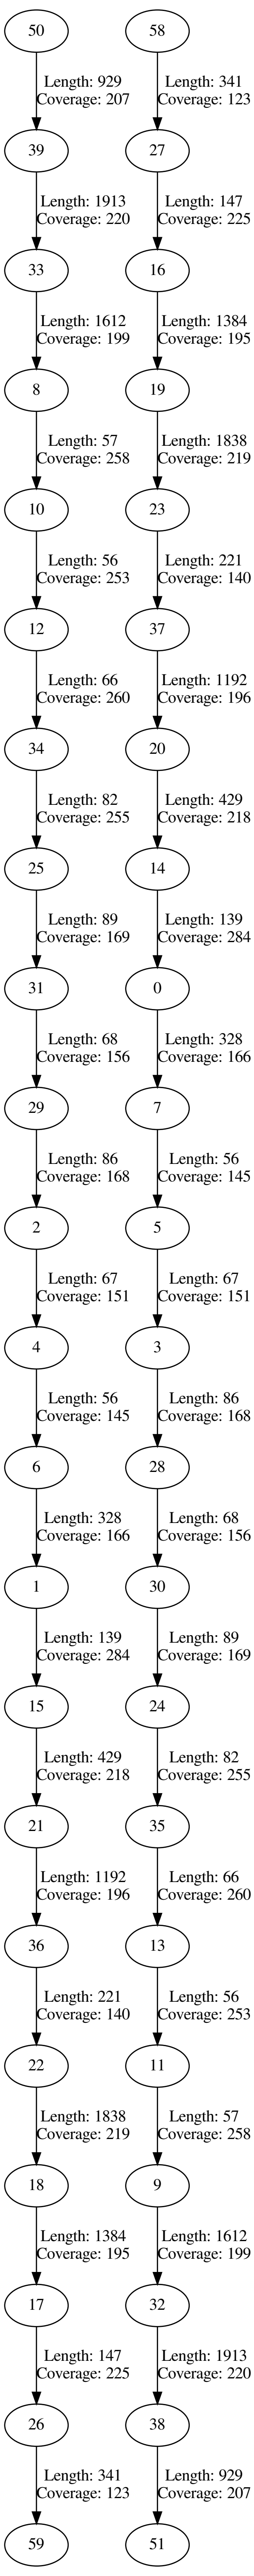 50 58
Length: 929 Length: 341
Coverage: 207 Coverage: 123
39 27
Length: 1913 Length: 147
Coverage: 220 Coverage: 225
33 16
Length: 1612 Length: 1384
Coverage: 199 Coverage: 195
8 19
Length: 57 Length: 1838
Coverage: 258 Coverage: 219
10 23
Length: 56 Length: 221
Coverage: 253 Coverage: 140
12 37
Length: 66 Length: 1192
Coverage: 260 Coverage: 196
34 20
Length: 82 Length: 429
Coverage: 255 Coverage: 218
25 14
Length: 89 Length: 139
Coverage: 169 Coverage: 284
31 0
Length: 68 Length: 328
Coverage: 156 Coverage: 166
29 7
Length: 86 Length: 56
Coverage: 168 Coverage: 145
2 5
Length: 67 Length: 67
Coverage: 151 Coverage: 151
4 3
Length: 56 Length: 86
Coverage: 145 Coverage: 168
6 28
Length: 328 Length: 68
Coverage: 166 Coverage: 156
1 30
Length: 139 Length: 89
Coverage: 284 Coverage: 169
15 24
Length: 429 Length: 82
Coverage: 218 Coverage: 255
21 35
Length: 1192 Length: 66
Coverage: 196 Coverage: 260
36 13
Length: 221 Length: 56
Coverage: 140 Coverage: 253
22 11
Length: 1838 Length: 57
Coverage: 219 Coverage: 258
18 9
Length: 1384 Length: 1612
Coverage: 195 Coverage: 199
17 32
Length: 147 Length: 1913
Coverage: 225 Coverage: 220
26 38
Length: 341 Length: 929
Coverage: 123 Coverage: 207
59 51